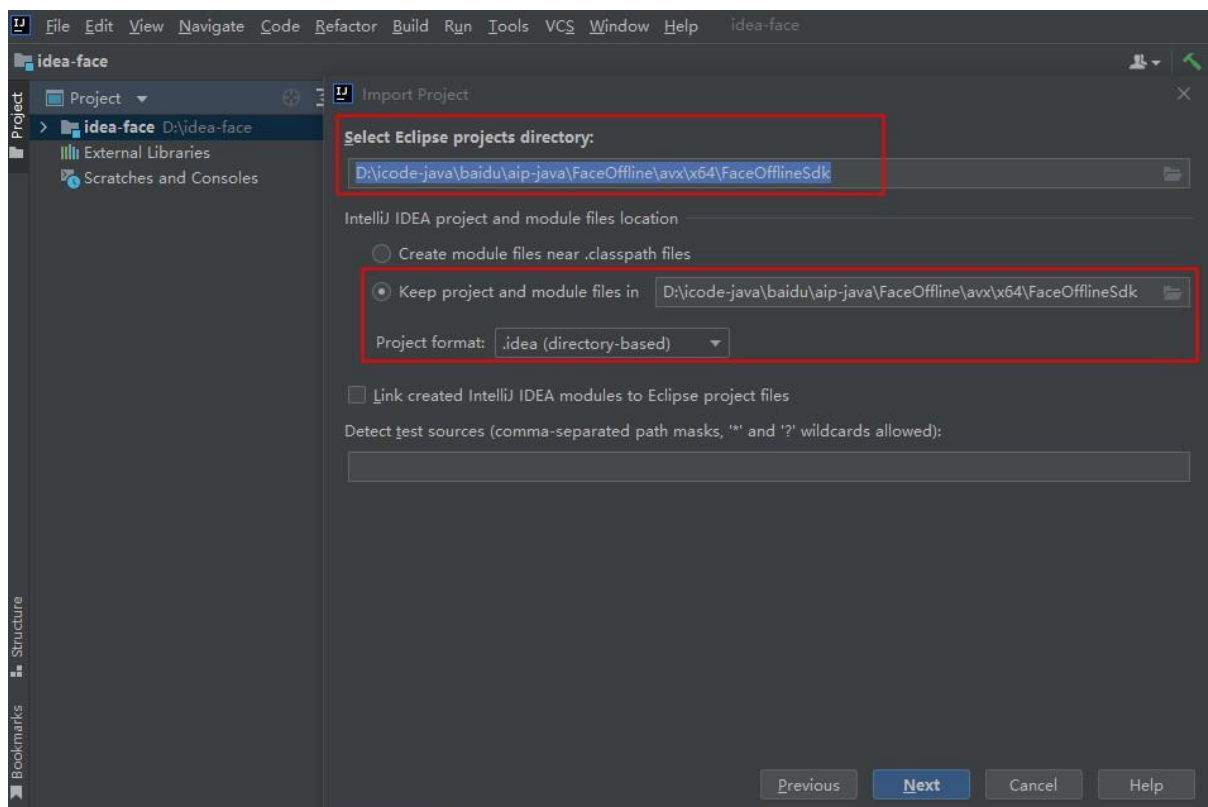 File Edit View Navigate Code Refactor Build Run Tools VCS Window Help idea-face
idea-face
Project
Project
idea-face D:\idea-face
External Libraries
Scratches and Consoles
Structure
Bookmarks
Import Project
Select Eclipse projects directory:
D:\icode-java\baidu\aip-java\FaceOffline\avx\x64\FaceOfflineSdk
IntelliJ IDEA project and module files location
Create module files near .classpath files
Keep project and module files in D:\icode-java\baidu\aip-java\FaceOffline\avx\x64\FaceOfflineSdk
Project format: .idea (directory-based)
Link created IntelliJ IDEA modules to Eclipse project files
Detect test sources (comma-separated path masks, '*' and '?' wildcards allowed):
Previous Next Cancel Help